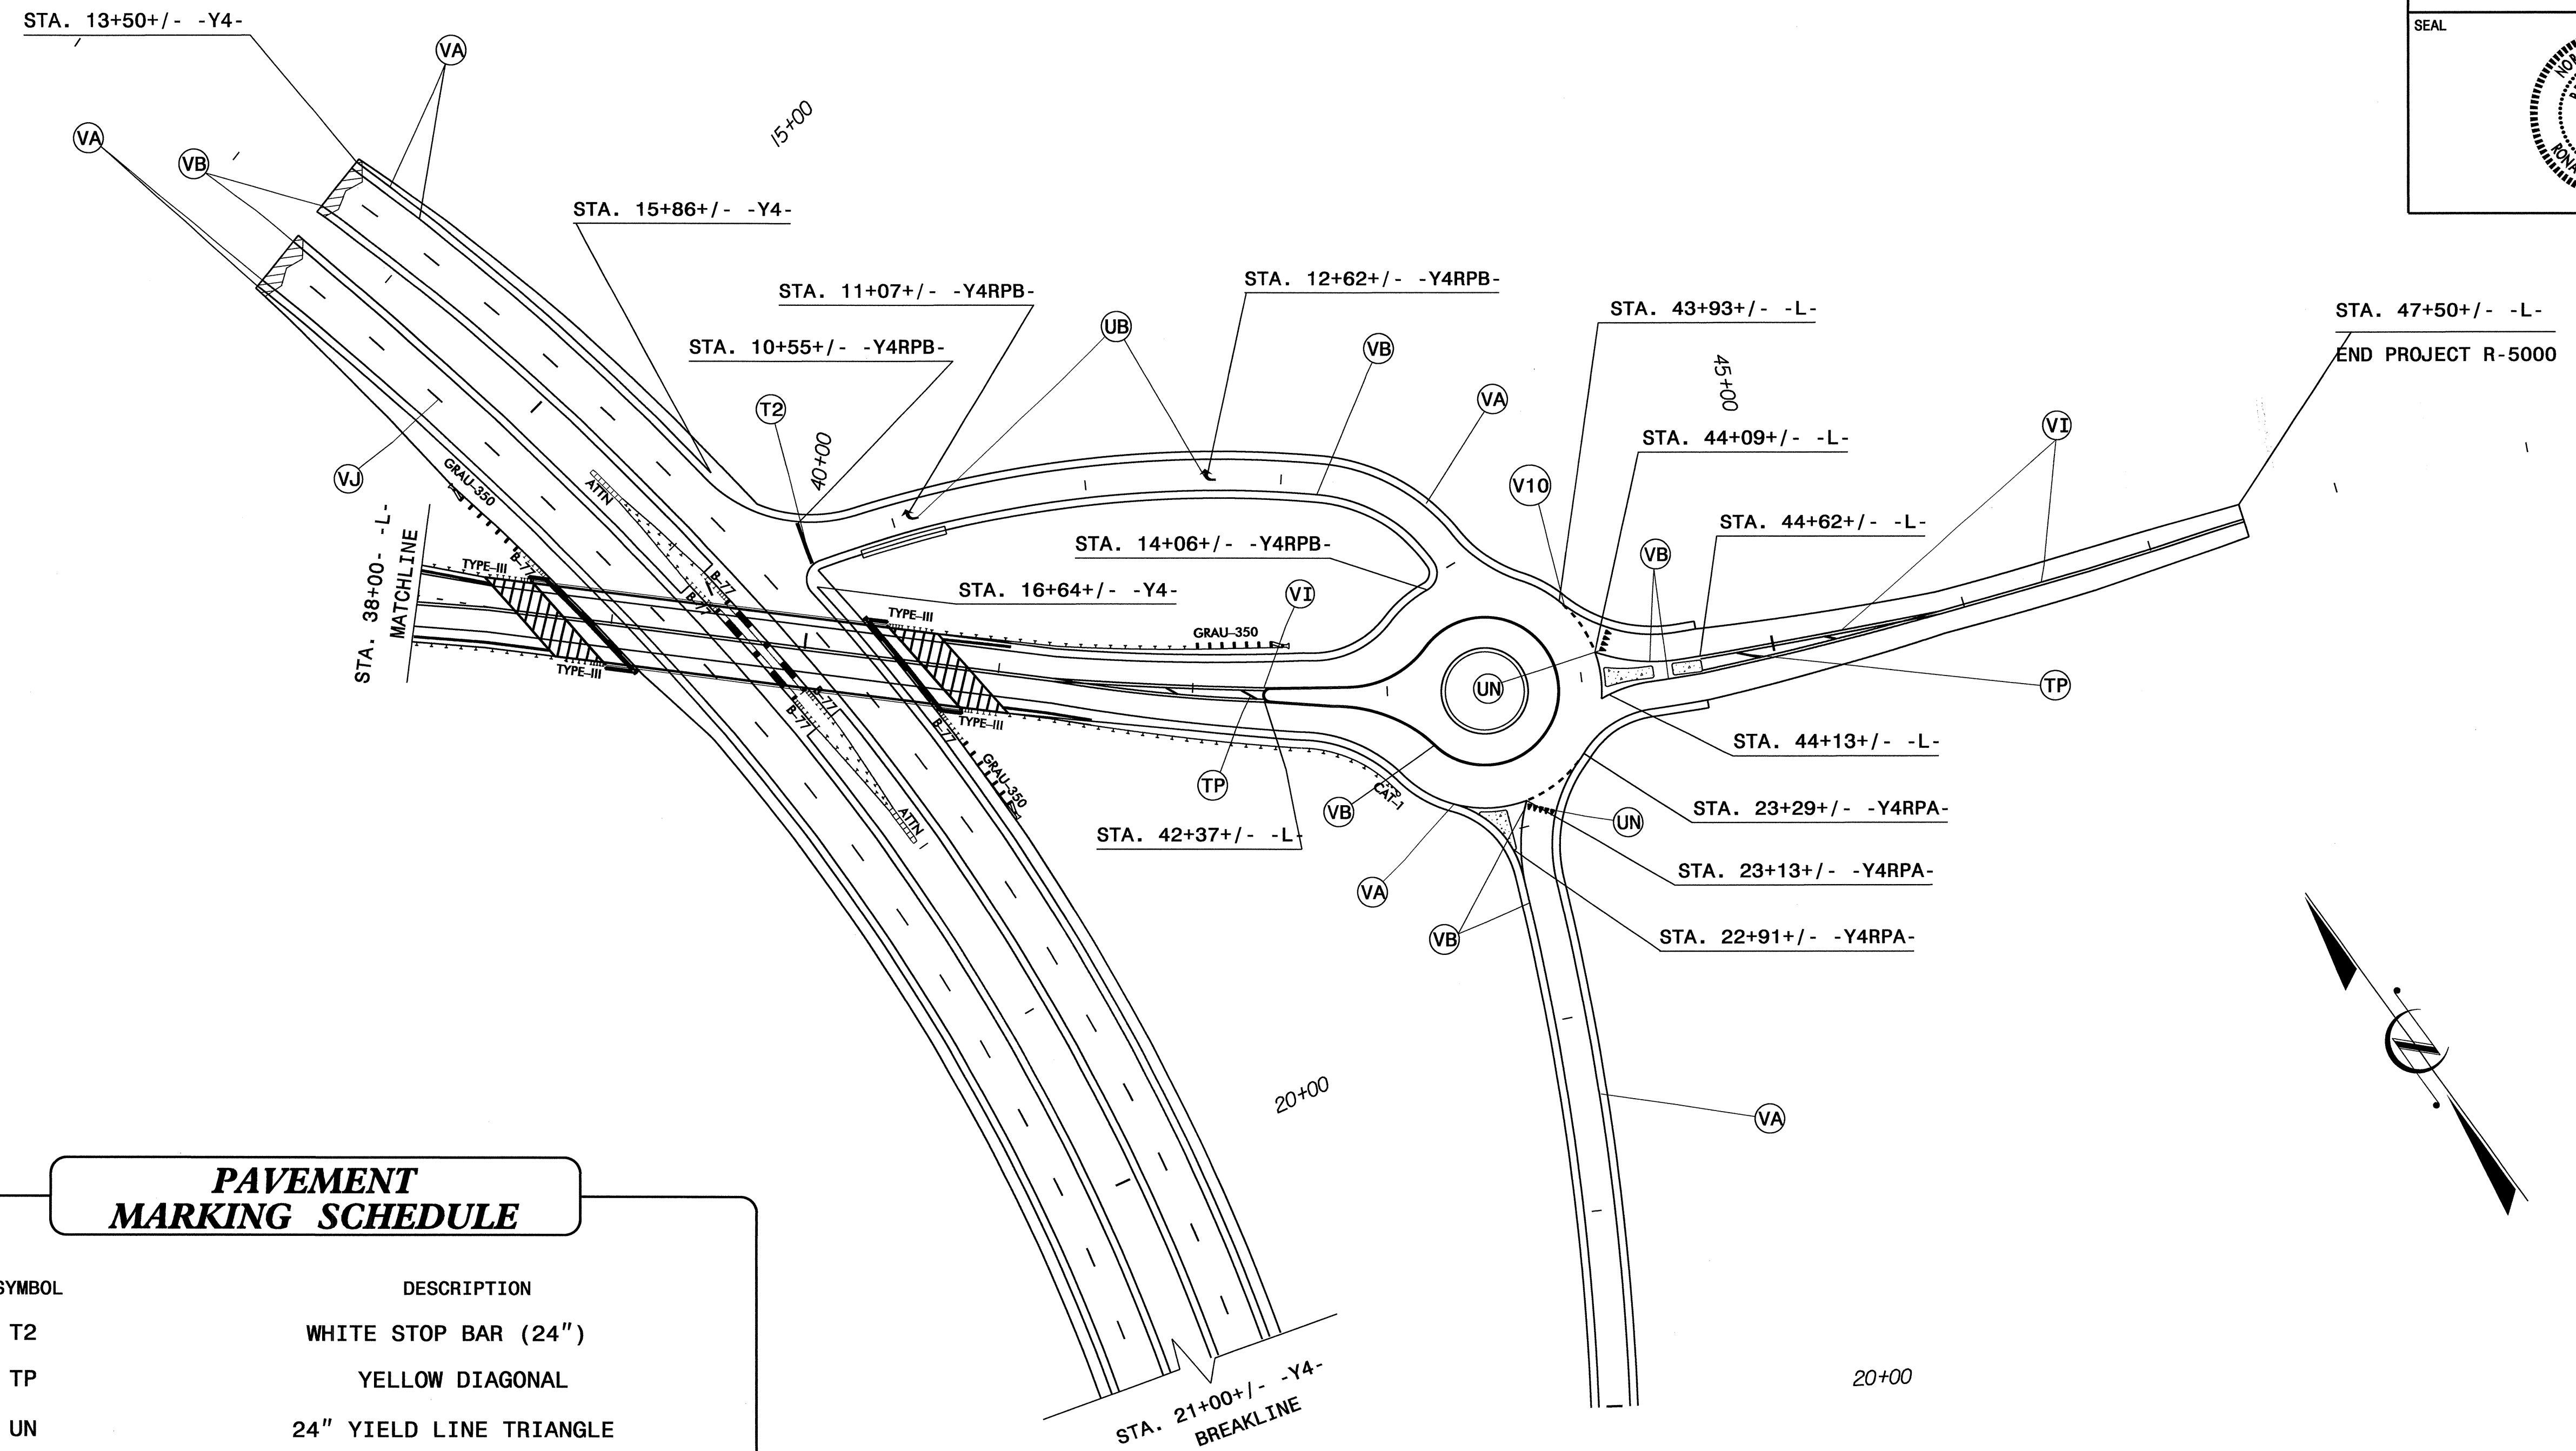 STA. 13+50+/- -Y4-
SEAL
VA
15+00
VA
VB
STA. 15+86+/- -Y4-
STA. 11+07+/- -Y4RPB-
STA. 12+62+/- -Y4RPB-
STA. 43+93+/- -L-
STA. 47+50+/- -L-
END PROJECT R-5000
UB
STA. 10+55+/- -Y4RPB-
VB
45+00
VA
T2
40+00
STA. 44+09+/- -L-
VI
VJ
GRAU-350
ATTN
V10
STA. 44+62+/- -L-
STA. 38+00- -L-
MATCHLINE
STA. 14+06+/- -Y4RPB-
VB
TYPE-III
B-77
B-77
B-77
STA. 16+64+/- -Y4-
VI
TYPE-III
GRAU-350
TYPE-III
UN
TP
B-77
B-77
B-77
TYPE-III
STA. 44+13+/- -L-
GRAU-350
TP
CAT-1
VB
STA. 23+29+/- -Y4RPA-
ATTN
STA. 42+37+/- -L-
UN
STA. 23+13+/- -Y4RPA-
VA
VB
STA. 22+91+/- -Y4RPA-
20+00
VA
PAVEMENT
MARKING SCHEDULE
SYMBOL DESCRIPTION
T2 WHITE STOP BAR (24")
TP YELLOW DIAGONAL
UN 24" YIELD LINE TRIANGLE
STA. 21+00+/- -Y4-
BREAKLINE
20+00